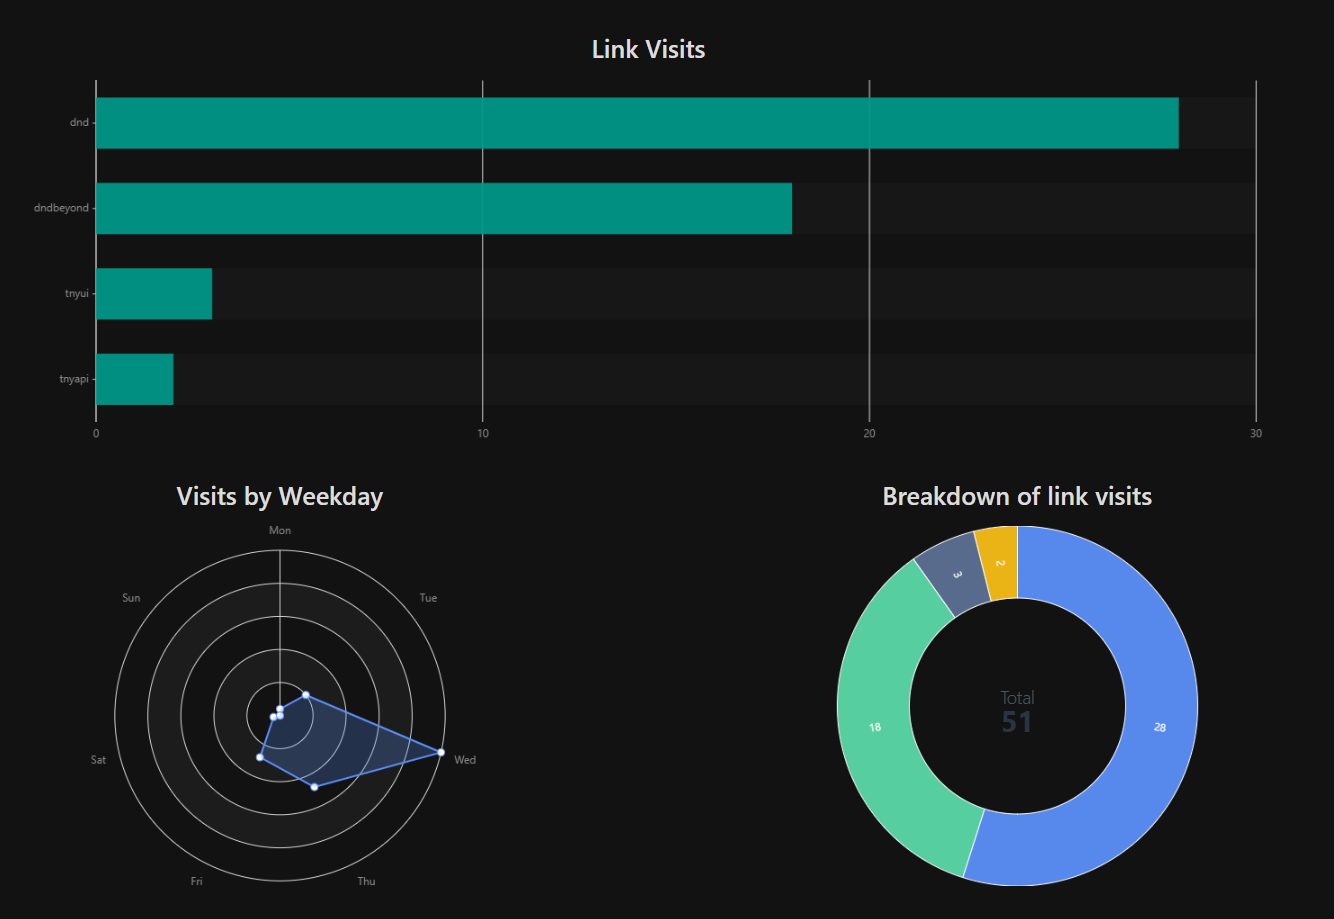 Link Visits
dnd
dndbeyond
tnyui
tnyapi
0 10 20 30
Visits by Weekday
Mon
Tue
Wed
Thu
Fri
Sat
Sun
Breakdown of link visits
28
18
3
2
Total
51